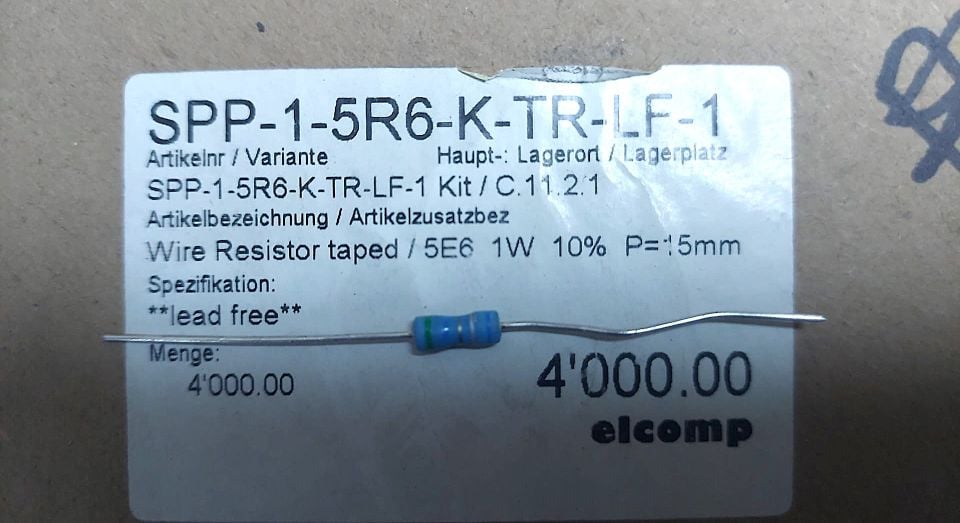 SPP-1-5R6-K-TR-LF-1
Artikelnr / Variante Haupt-: Lagerort / Lagerplatz
SPP-1-5R6-K-TR-LF-1 Kit / C.11.2.1
Artikelbezeichnung / Artikelzusatzbez
Wire Resistor taped / 5E6 1W 10% P=15mm
Spezifikation:
**lead free**
Menge:
4'000.00 4'000.00
elcomp